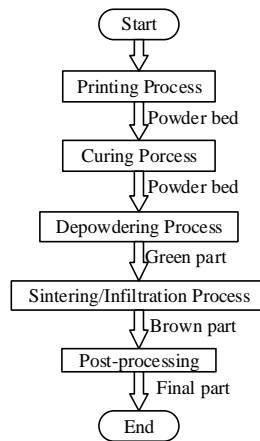 Start
Printing Process
Powder bed
Curing Porcess
Powder bed
Depowdering Process
Green part
Sintering/Infiltration Process
Brown part
Post-processing
Final part
End